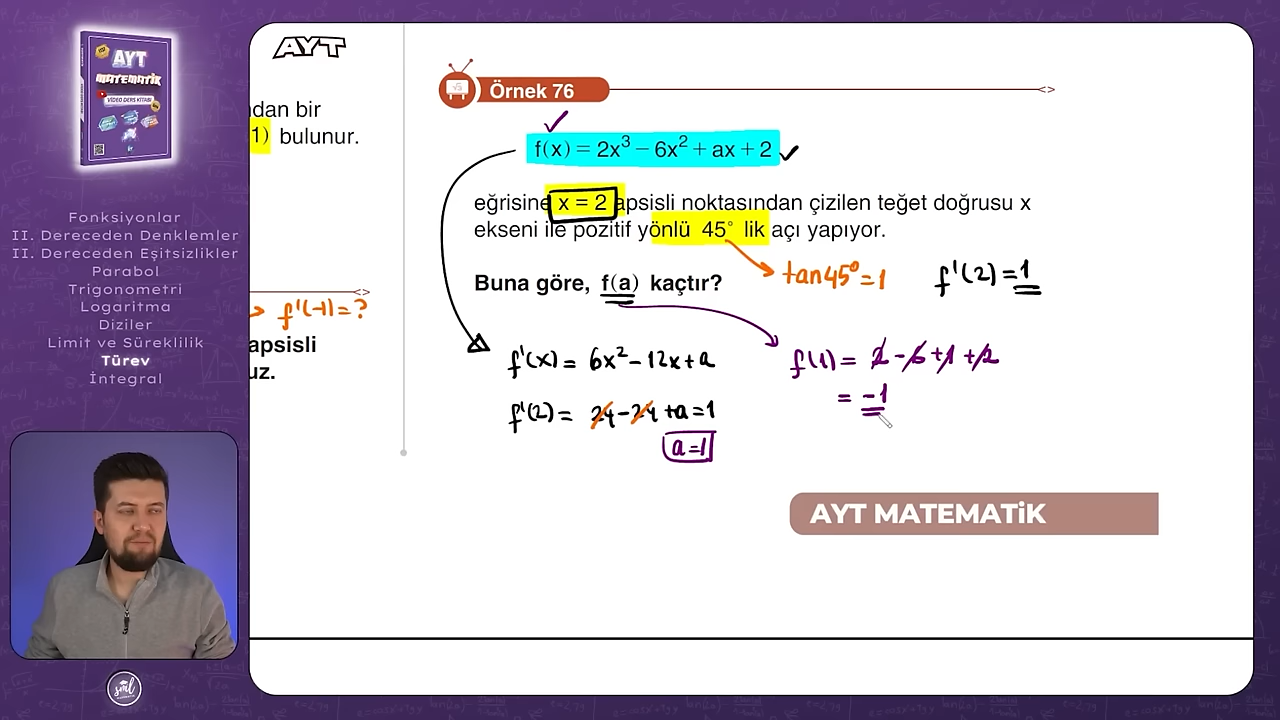 AYT
MATEMATİK
VİDEO DERS KİTABI
Fonksiyonlar
II. Dereceden Denklemler
II. Dereceden Eşitsizlikler
Parabol
Trigonometri
Logaritma
Diziler
Limit ve Süreklilik
Türev
İntegral
sml
AYT
ndan bir
1) bulunur.
f'(-1) = ?
apsisli
uz.
Örnek 76
f(x) = 2x³ − 6x² + ax + 2
eğrisine x = 2 apsisli noktasından çizilen teğet doğrusu x
ekseni ile pozitif yönlü 45° lik açı yapıyor.
tan45° = 1
f'(2) = 1
Buna göre, f(a) kaçtır?
f'(x) = 6x² − 12x + a
f'(2) = 24 − 24 + a = 1
a = 1
f(1) = 2 − 6 + 1 + 2
= −1
AYT MATEMATiK